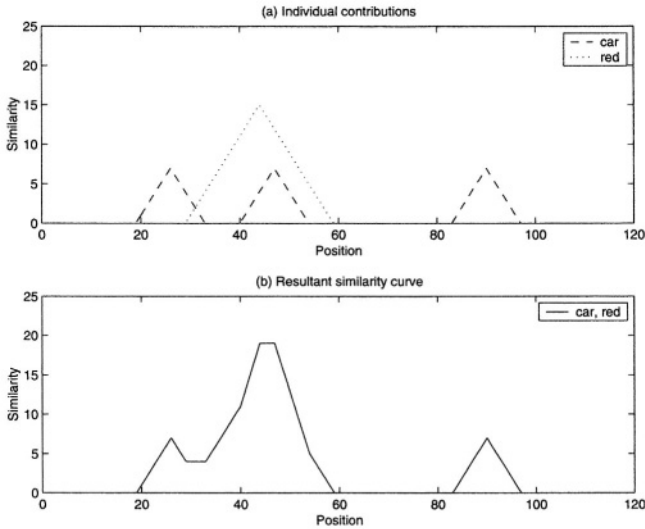 (a) Individual contributions
25
20
15
10
5
0
Similarity
car
red
0 20 40 60 80 100 120
Position
(b) Resultant similarity curve
25
20
15
10
5
0
Similarity
car, red
0 20 40 60 80 100 120
Position